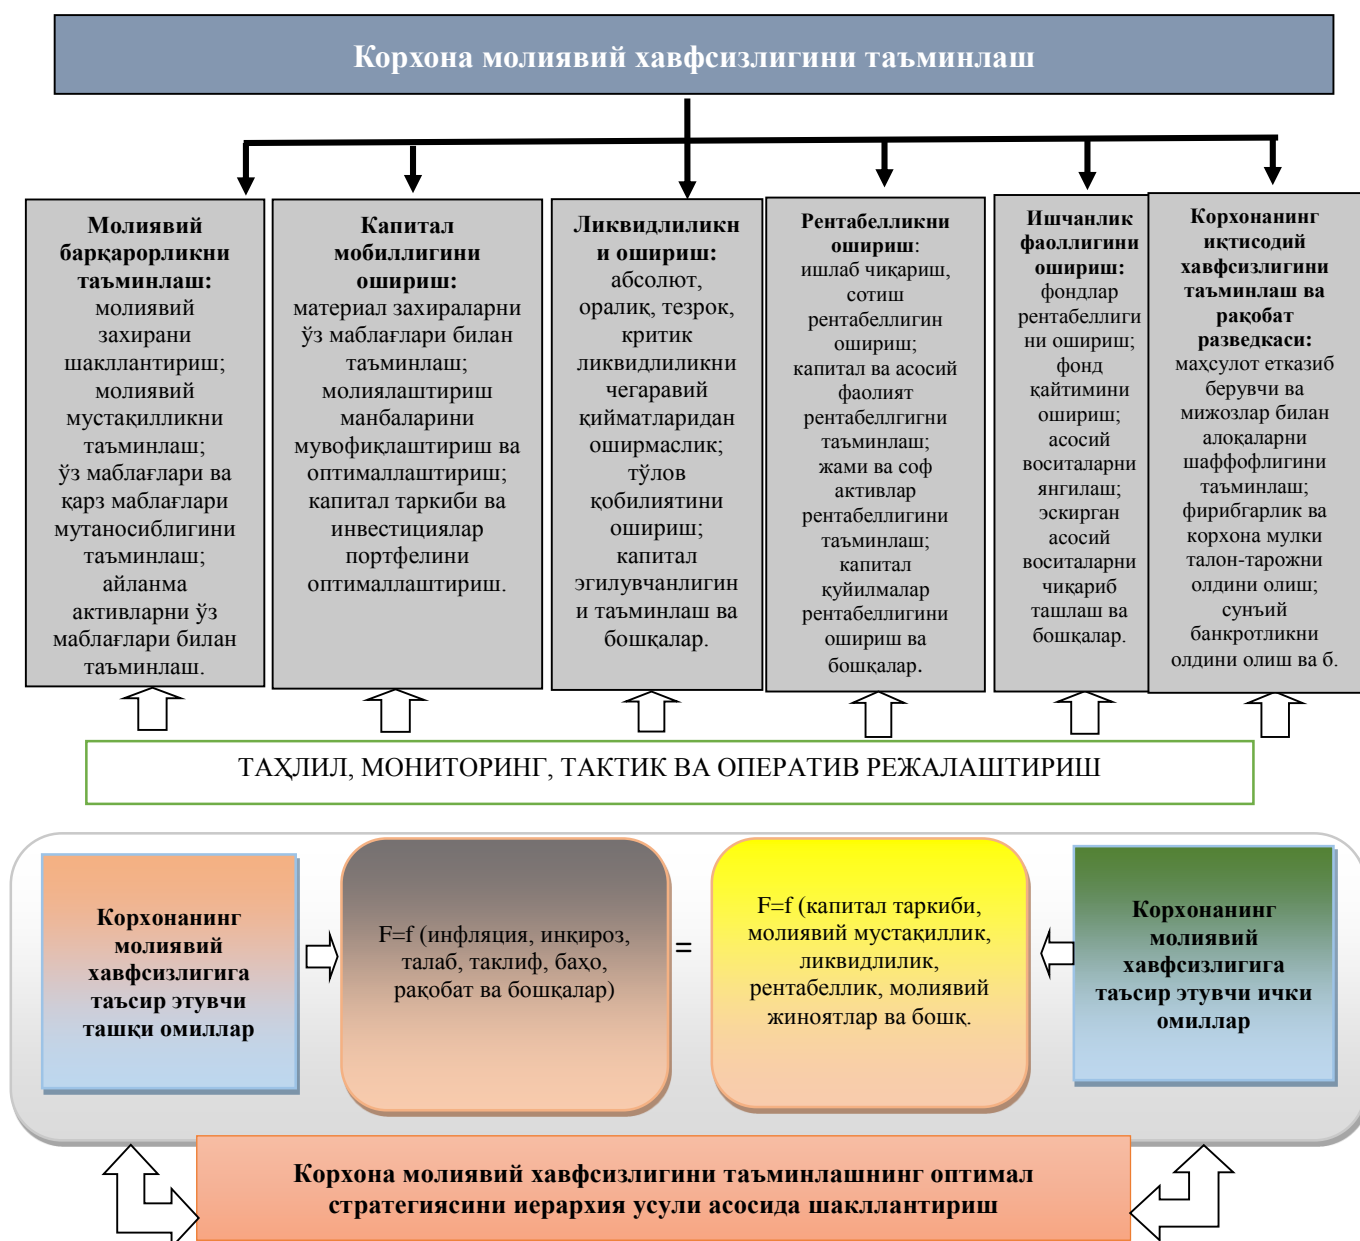 Корхона молиявий хавфсизлигини таъминлаш
Молиявий
барқарорликни
таъминлаш:
молиявий
захирани
шакллантириш;
молиявий
мустақилликни
таъминлаш;
ўз маблағлари ва
қарз маблағлари
мутаносиблигини
таъминлаш;
айланма
активларни ўз
маблағлари билан
таъминлаш.
Капитал
мобиллигини
ошириш:
материал захираларни
ўз маблағлари билан
таъминлаш;
молиялаштириш
манбаларини
мувофиқлаштириш ва
оптималлаштириш;
капитал таркиби ва
инвестициялар
портфелини
оптималлаштириш.
Ликвидлиликн
и ошириш:
абсолют,
оралиқ, тезрок,
критик
ликвидлиликни
чегаравий
қийматларидан
оширмаслик;
тўлов
қобилиятини
ошириш;
капитал
эгилувчанлигин
и таъминлаш ва
бошқалар.
Рентабелликни
ошириш:
ишлаб чиқариш,
сотиш
рентабеллигин
ошириш;
капитал ва асосий
фаолият
рентабеллгигни
таъминлаш;
жами ва соф
активлар
рентабеллигини
таъминлаш;
капитал
қуйилмалар
рентабеллигини
ошириш ва
бошқалар.
Ишчанлик
фаоллигини
ошириш:
фондлар
рентабеллиги
ни ошириш;
фонд
қайтимини
ошириш;
асосий
воситаларни
янгилаш;
эскирган
асосий
воситаларни
чиқариб
ташлаш ва
бошқалар.
Корхонанинг
иқтисодий
хавфсизлигини
таъминлаш ва
рақобат
разведкаси:
маҳсулот етказиб
берувчи ва
мижозлар билан
алоқаларни
шаффофлигини
таъминлаш;
фирибгарлик ва
корхона мулки
талон-тарожни
олдини олиш;
сунъий
банкротликни
олдини олиш ва б.
ТАҲЛИЛ, МОНИТОРИНГ, ТАКТИК ВА ОПЕРАТИВ РЕЖАЛАШТИРИШ
Корхонанинг
молиявий
хавфсизлигига
таъсир этувчи
ташқи омиллар
F=f (инфляция, инқироз,
талаб, таклиф, баҳо,
рақобат ва бошқалар)
=
F=f (капитал таркиби,
молиявий мустақиллик,
ликвидлилик,
рентабеллик, молиявий
жиноятлар ва бошқ.
Корхонанинг
молиявий
хавфсизлигига
таъсир этувчи ички
омиллар
Корхона молиявий хавфсизлигини таъминлашнинг оптимал
стратегиясини иерархия усули асосида шакллантириш